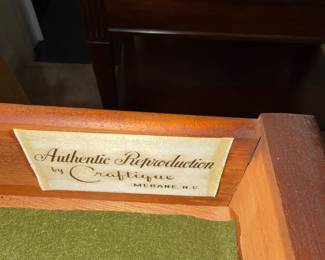 Authentic Reproduction
by Craftique
MEBANE, N.C.